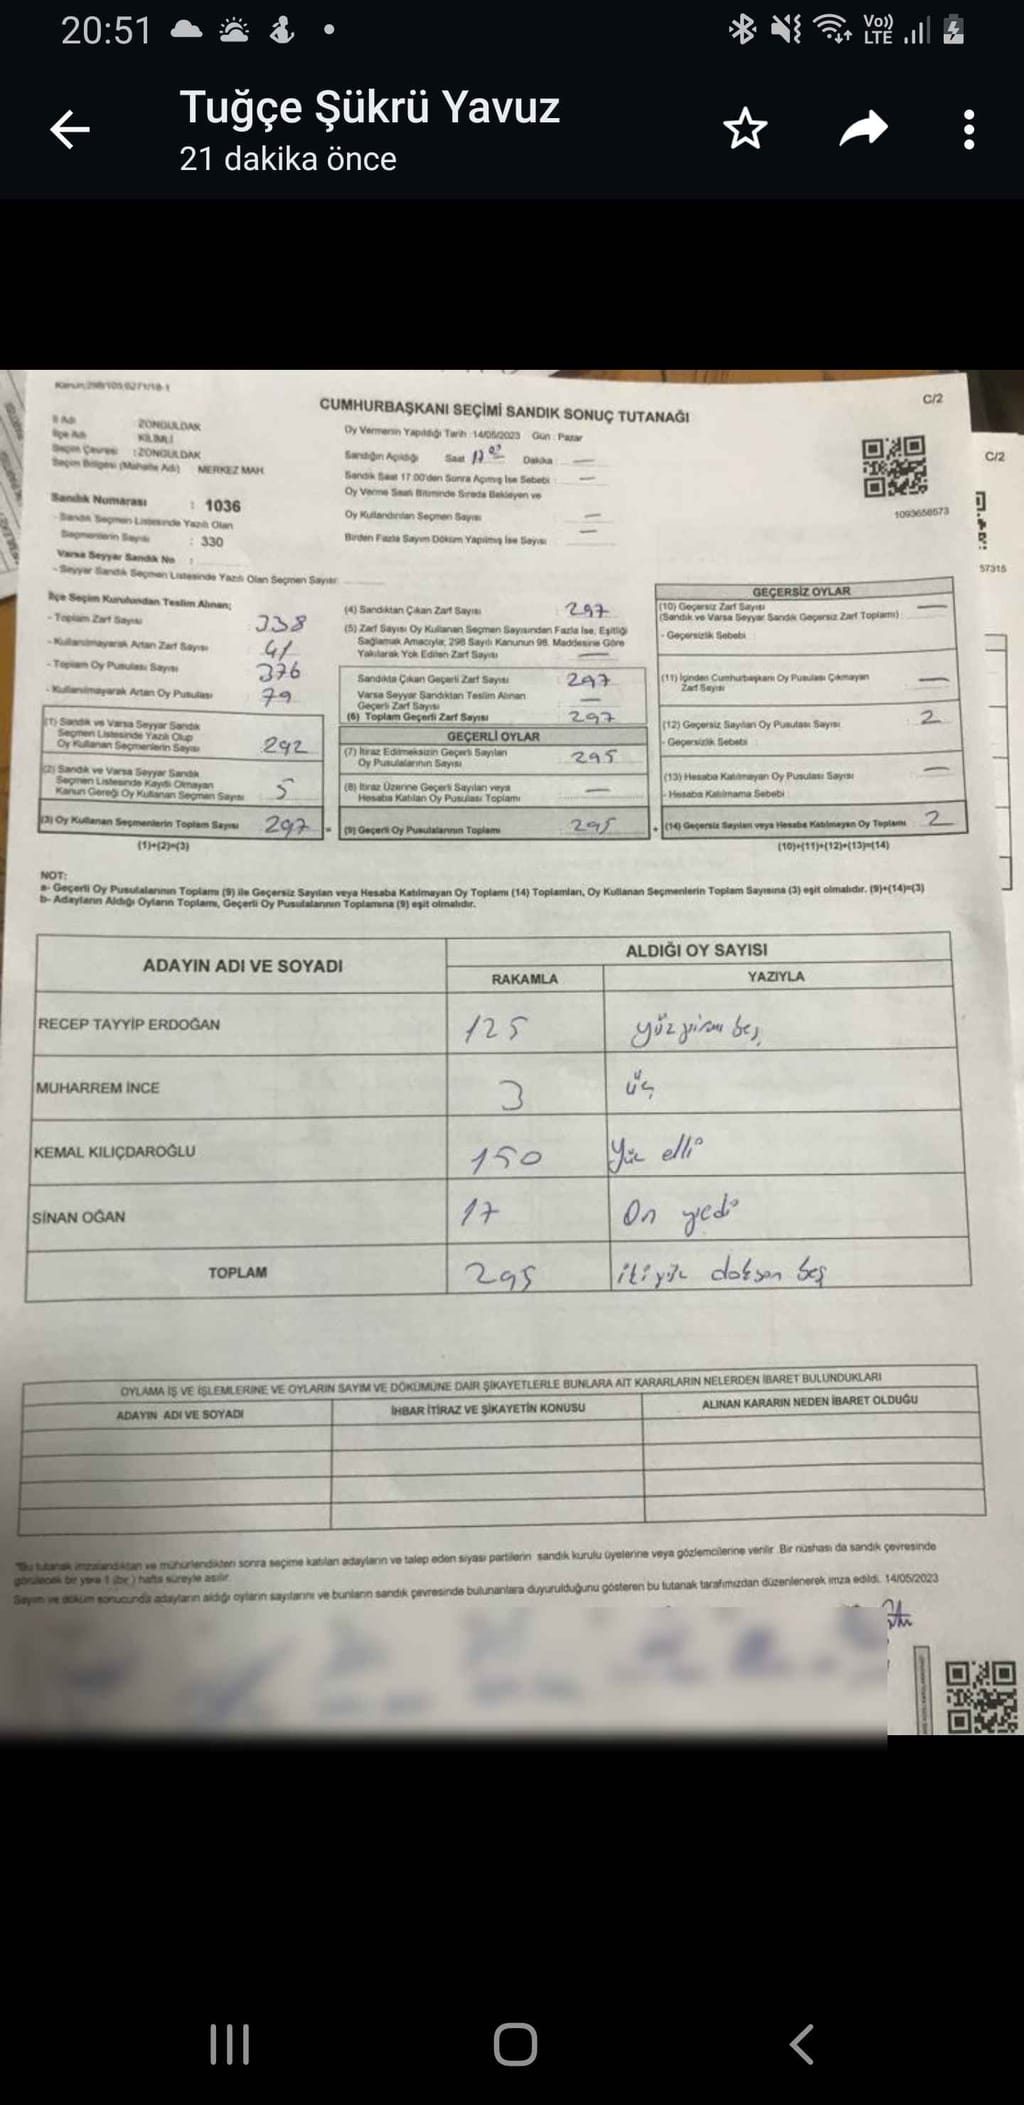 20:51
Vo)) LTE
Tuğçe Şükrü Yavuz
21 dakika önce
Kanun:298/105,6271/18-1
C/2
CUMHURBAŞKANI SEÇİMİ SANDIK SONUÇ TUTANAĞI
İl Adı ZONGULDAK
İlçe Adı KİLİMLİ
Seçim Çevresi : ZONGULDAK
Seçim Bölgesi (Mahalle Adı) MERKEZ MAH.
Sandık Numarası : 1036
- Sandık Seçmen Listesinde Yazılı Olan
Seçmenlerin Sayısı : 330
Varsa Seyyar Sandık No :
- Seyyar Sandık Seçmen Listesinde Yazılı Olan Seçmen Sayısı:
Oy Vermenin Yapıldığı Tarih :14/05/2023 Gün : Pazar
Sandığın Açıldığı Saat 17 00 Dakika —
Sandık Saat 17.00'den Sonra Açılmış İse Sebebi : —
Oy Verme Saati Bitiminde Sırada Bekleyen ve
Oy Kullandırılan Seçmen Sayısı —
Birden Fazla Sayım Döküm Yapılmış İse Sayısı —
1093656573
C/2
57315
İlçe Seçim Kurulundan Teslim Alınan;
- Toplam Zarf Sayısı 338
- Kullanılmayarak Artan Zarf Sayısı 41
- Toplam Oy Pusulası Sayısı 376
- Kullanılmayarak Artan Oy Pusulası 79
(1) Sandık ve Varsa Seyyar Sandık
Seçmen Listesinde Yazılı Olup
Oy Kullanan Seçmenlerin Sayısı 292
(2) Sandık ve Varsa Seyyar Sandık
Seçmen Listesinde Kayıtlı Olmayan
Kanun Gereği Oy Kullanan Seçmen Sayısı 5
(3) Oy Kullanan Seçmenlerin Toplam Sayısı 297
(1)+(2)=(3)
(4) Sandıktan Çıkan Zarf Sayısı 297
(5) Zarf Sayısı Oy Kullanan Seçmen Sayısından Fazla İse, Eşitliği
Sağlamak Amacıyla; 298 Sayılı Kanunun 98. Maddesine Göre
Yakılarak Yok Edilen Zarf Sayısı —
Sandıkta Çıkan Geçerli Zarf Sayısı 297
Varsa Seyyar Sandıktan Teslim Alınan
Geçerli Zarf Sayısı —
(6) Toplam Geçerli Zarf Sayısı 297
GEÇERLİ OYLAR
(7) İtiraz Edilmeksizin Geçerli Sayılan
Oy Pusulalarının Sayısı 295
(8) İtiraz Üzerine Geçerli Sayılan veya
Hesaba Katılan Oy Pusulası Toplamı —
= (9) Geçerli Oy Pusulalarının Toplamı 295
GEÇERSİZ OYLAR
(10) Geçersiz Zarf Sayısı —
(Sandık ve Varsa Seyyar Sandık Geçersiz Zarf Toplamı)
- Geçersizlik Sebebi
(11) İçinden Cumhurbaşkanı Oy Pusulası Çıkmayan
Zarf Sayısı —
(12) Geçersiz Sayılan Oy Pusulası Sayısı 2
- Geçersizlik Sebebi
(13) Hesaba Katılmayan Oy Pusulası Sayısı —
- Hesaba Katılmama Sebebi
+ (14) Geçersiz Sayılan veya Hesaba Katılmayan Oy Toplamı 2
(10)+(11)+(12)+(13)=(14)
NOT:
a- Geçerli Oy Pusulalarının Toplamı (9) ile Geçersiz Sayılan veya Hesaba Katılmayan Oy Toplamı (14) Toplamları, Oy Kullanan Seçmenlerin Toplam Sayısına (3) eşit olmalıdır. (9)+(14)=(3)
b- Adayların Aldığı Oyların Toplamı, Geçerli Oy Pusulalarının Toplamına (9) eşit olmalıdır.
ADAYIN ADI VE SOYADI
ALDIĞI OY SAYISI
RAKAMLA YAZIYLA
RECEP TAYYİP ERDOĞAN 125 yüz yirmi beş
MUHARREM İNCE 3 üç
KEMAL KILIÇDAROĞLU 150 Yüz elli
SİNAN OĞAN 17 On yedi
TOPLAM 295 ikiyüz doksan beş
OYLAMA İŞ VE İŞLEMLERİNE VE OYLARIN SAYIM VE DÖKÜMÜNE DAİR ŞİKAYETLERLE BUNLARA AİT KARARLARIN NELERDEN İBARET BULUNDUKLARI
ADAYIN ADI VE SOYADI İHBAR İTİRAZ VE ŞİKAYETİN KONUSU ALINAN KARARIN NEDEN İBARET OLDUĞU
*Bu tutanak imzalandıktan ve mühürlendikten sonra seçime katılan adayların ve talep eden siyasi partilerin sandık kurulu üyelerine veya gözlemcilerine verilir. Bir nüshası da sandık çevresinde
görülecek bir yere 1 (bir) hafta süreyle asılır.
Sayım ve döküm sonucunda adayların aldığı oyların sayılarını ve bunların sandık çevresinde bulunanlara duyurulduğunu gösteren bu tutanak tarafımızdan düzenlenerek imza edildi. 14/05/2023